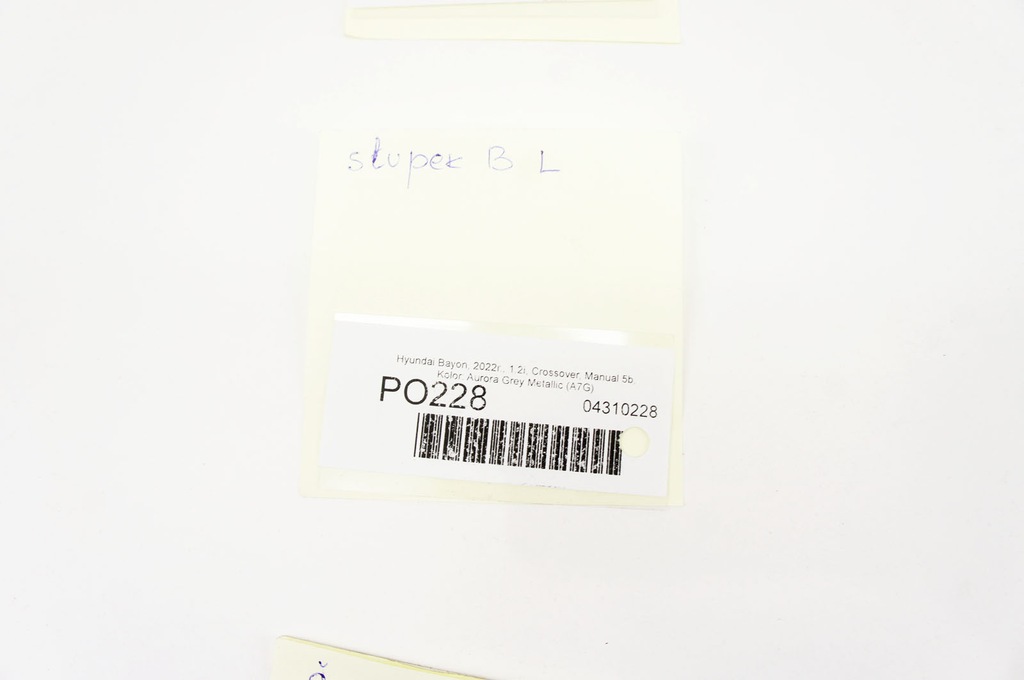 słupek B L
Hyundai Bayon, 2022r., 1.2i, Crossover, Manual 5b.
Kolor: Aurora Grey Metallic (A7G)
PO228 04310228